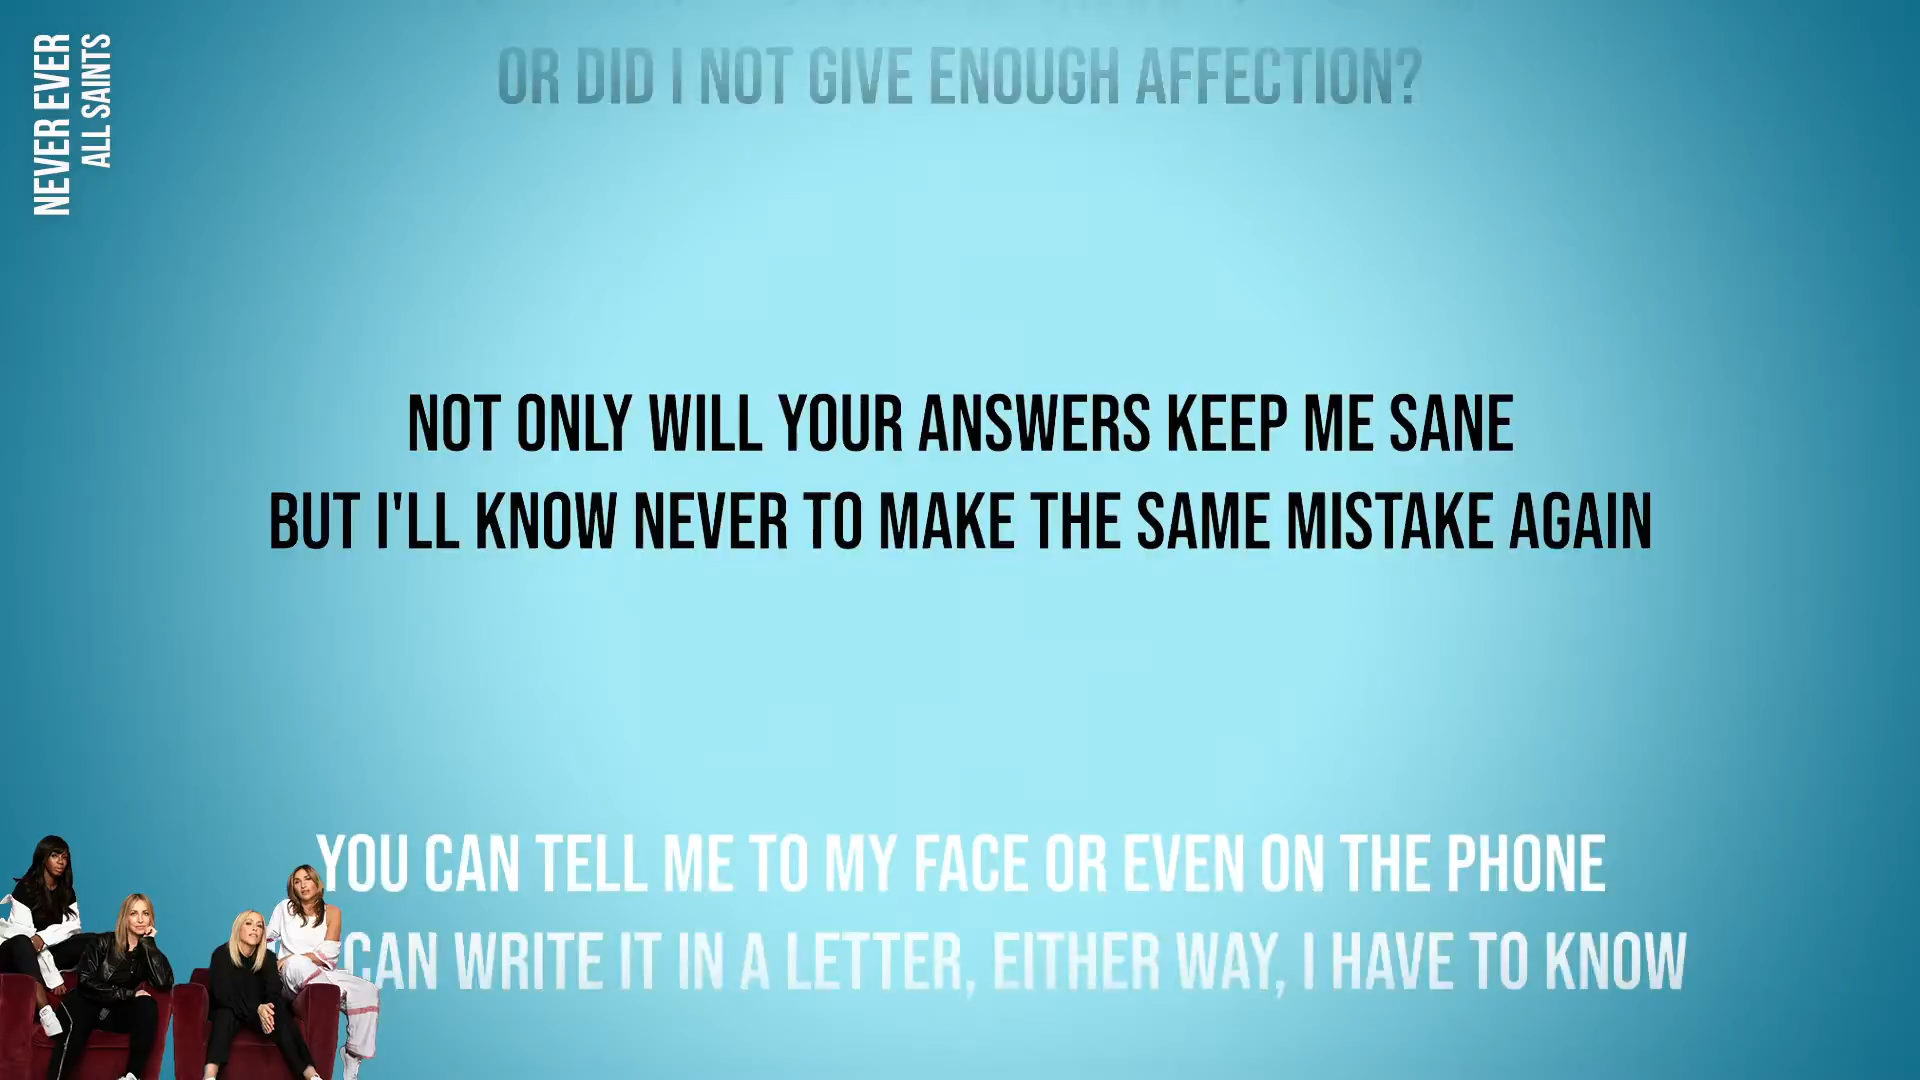 NEVER EVER
ALL SAINTS
OR DID I NOT GIVE ENOUGH AFFECTION?
NOT ONLY WILL YOUR ANSWERS KEEP ME SANE
BUT I'LL KNOW NEVER TO MAKE THE SAME MISTAKE AGAIN
YOU CAN TELL ME TO MY FACE OR EVEN ON THE PHONE
CAN WRITE IT IN A LETTER, EITHER WAY, I HAVE TO KNOW